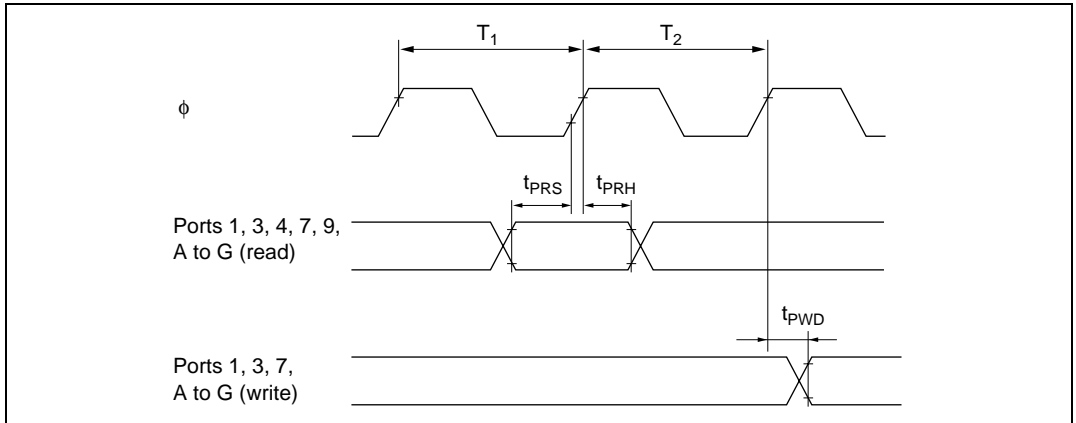 T1 T2
ϕ
tPRS tPRH
Ports 1, 3, 4, 7, 9,
A to G (read)
tPWD
Ports 1, 3, 7,
A to G (write)